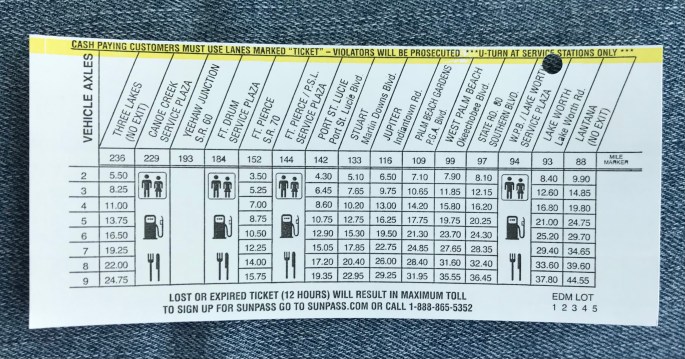 CASH PAYING CUSTOMERS MUST USE LANES MARKED "TICKET" – VIOLATORS WILL BE PROSECUTED ***U-TURN AT SERVICE STATIONS ONLY ***
VEHICLE AXLES
THREE LAKES
(NO EXIT)
CANOE CREEK
SERVICE PLAZA
YEEHAW JUNCTION
S.R. 60
FT. DRUM
SERVICE PLAZA
FT. PIERCE
S.R. 70
FT. PIERCE / P.S.L.
SERVICE PLAZA
PORT ST. LUCIE
Port St. Lucie Blvd.
STUART
Martin Downs Blvd.
JUPITER
Indiantown Rd.
PALM BEACH GARDENS
P.G.A. Blvd.
WEST PALM BEACH
Okeechobee Blvd.
STATE RD. 80
SOUTHERN BLVD.
W.P.B. / LAKE WORTH
SERVICE PLAZA
LAKE WORTH
Lake Worth Rd.
LANTANA
(NO EXIT)
236 229 193 184 152 144 142 133 116 109 99 97 94 93 88 MILE MARKER
2 5.50 3.50 4.30 5.10 6.50 7.10 7.90 8.10 8.40 9.90
3 8.25 5.25 6.45 7.65 9.75 10.65 11.85 12.15 12.60 14.85
4 11.00 7.00 8.60 10.20 13.00 14.20 15.80 16.20 16.80 19.80
5 13.75 8.75 10.75 12.75 16.25 17.75 19.75 20.25 21.00 24.75
6 16.50 10.50 12.90 15.30 19.50 21.30 23.70 24.30 25.20 29.70
7 19.25 12.25 15.05 17.85 22.75 24.85 27.65 28.35 29.40 34.65
8 22.00 14.00 17.20 20.40 26.00 28.40 31.60 32.40 33.60 39.60
9 24.75 15.75 19.35 22.95 29.25 31.95 35.55 36.45 37.80 44.55
LOST OR EXPIRED TICKET (12 HOURS) WILL RESULT IN MAXIMUM TOLL
TO SIGN UP FOR SUNPASS GO TO SUNPASS.COM OR CALL 1-888-865-5352
EDM LOT
1 2 3 4 5